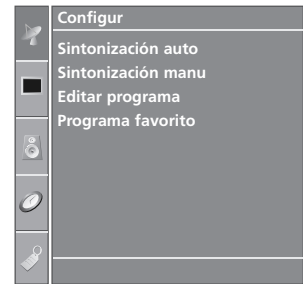 Configur
Sintonización auto
Sintonización manu
Editar programa
Programa favorito